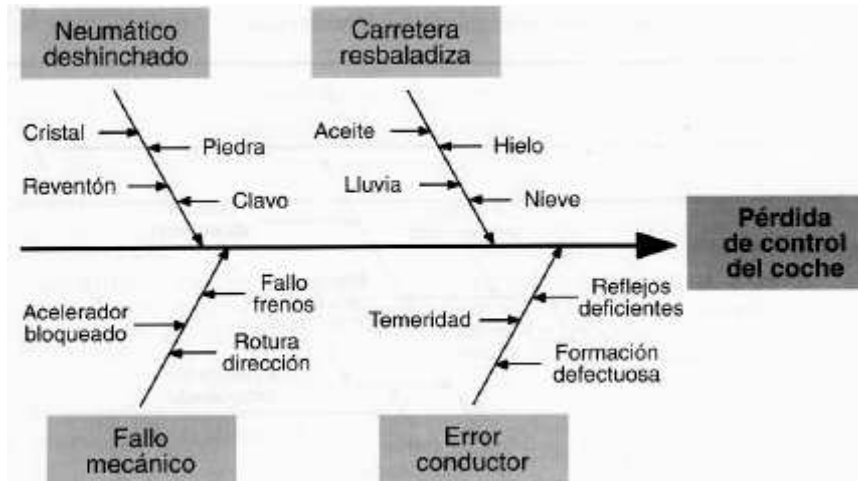 Neumático
deshinchado
Carretera
resbaladiza
Cristal
Piedra
Reventón
Clavo
Aceite
Hielo
Lluvia
Nieve
Pérdida
de control
del coche
Fallo
frenos
Acelerador
bloqueado
Rotura
dirección
Reflejos
deficientes
Temeridad
Formación
defectuosa
Fallo
mecánico
Error
conductor